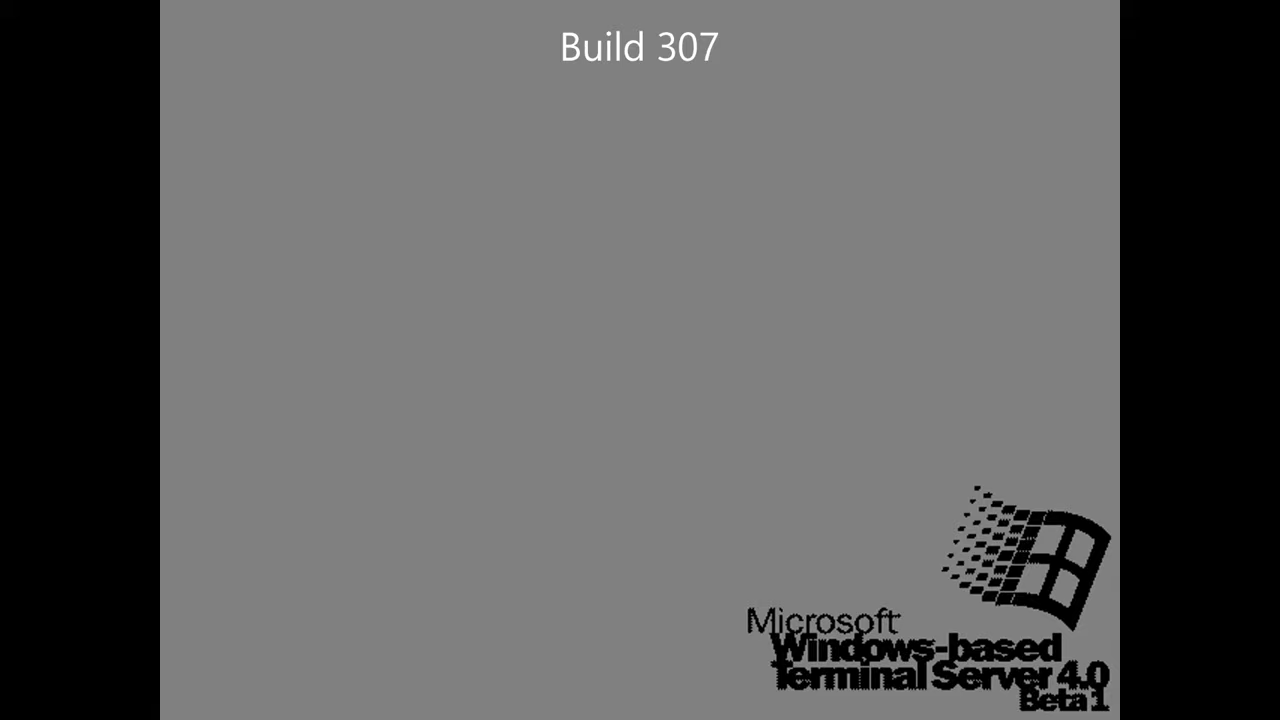 Build 307
Microsoft
Windows-based
Terminal Server 4.0
Beta 1